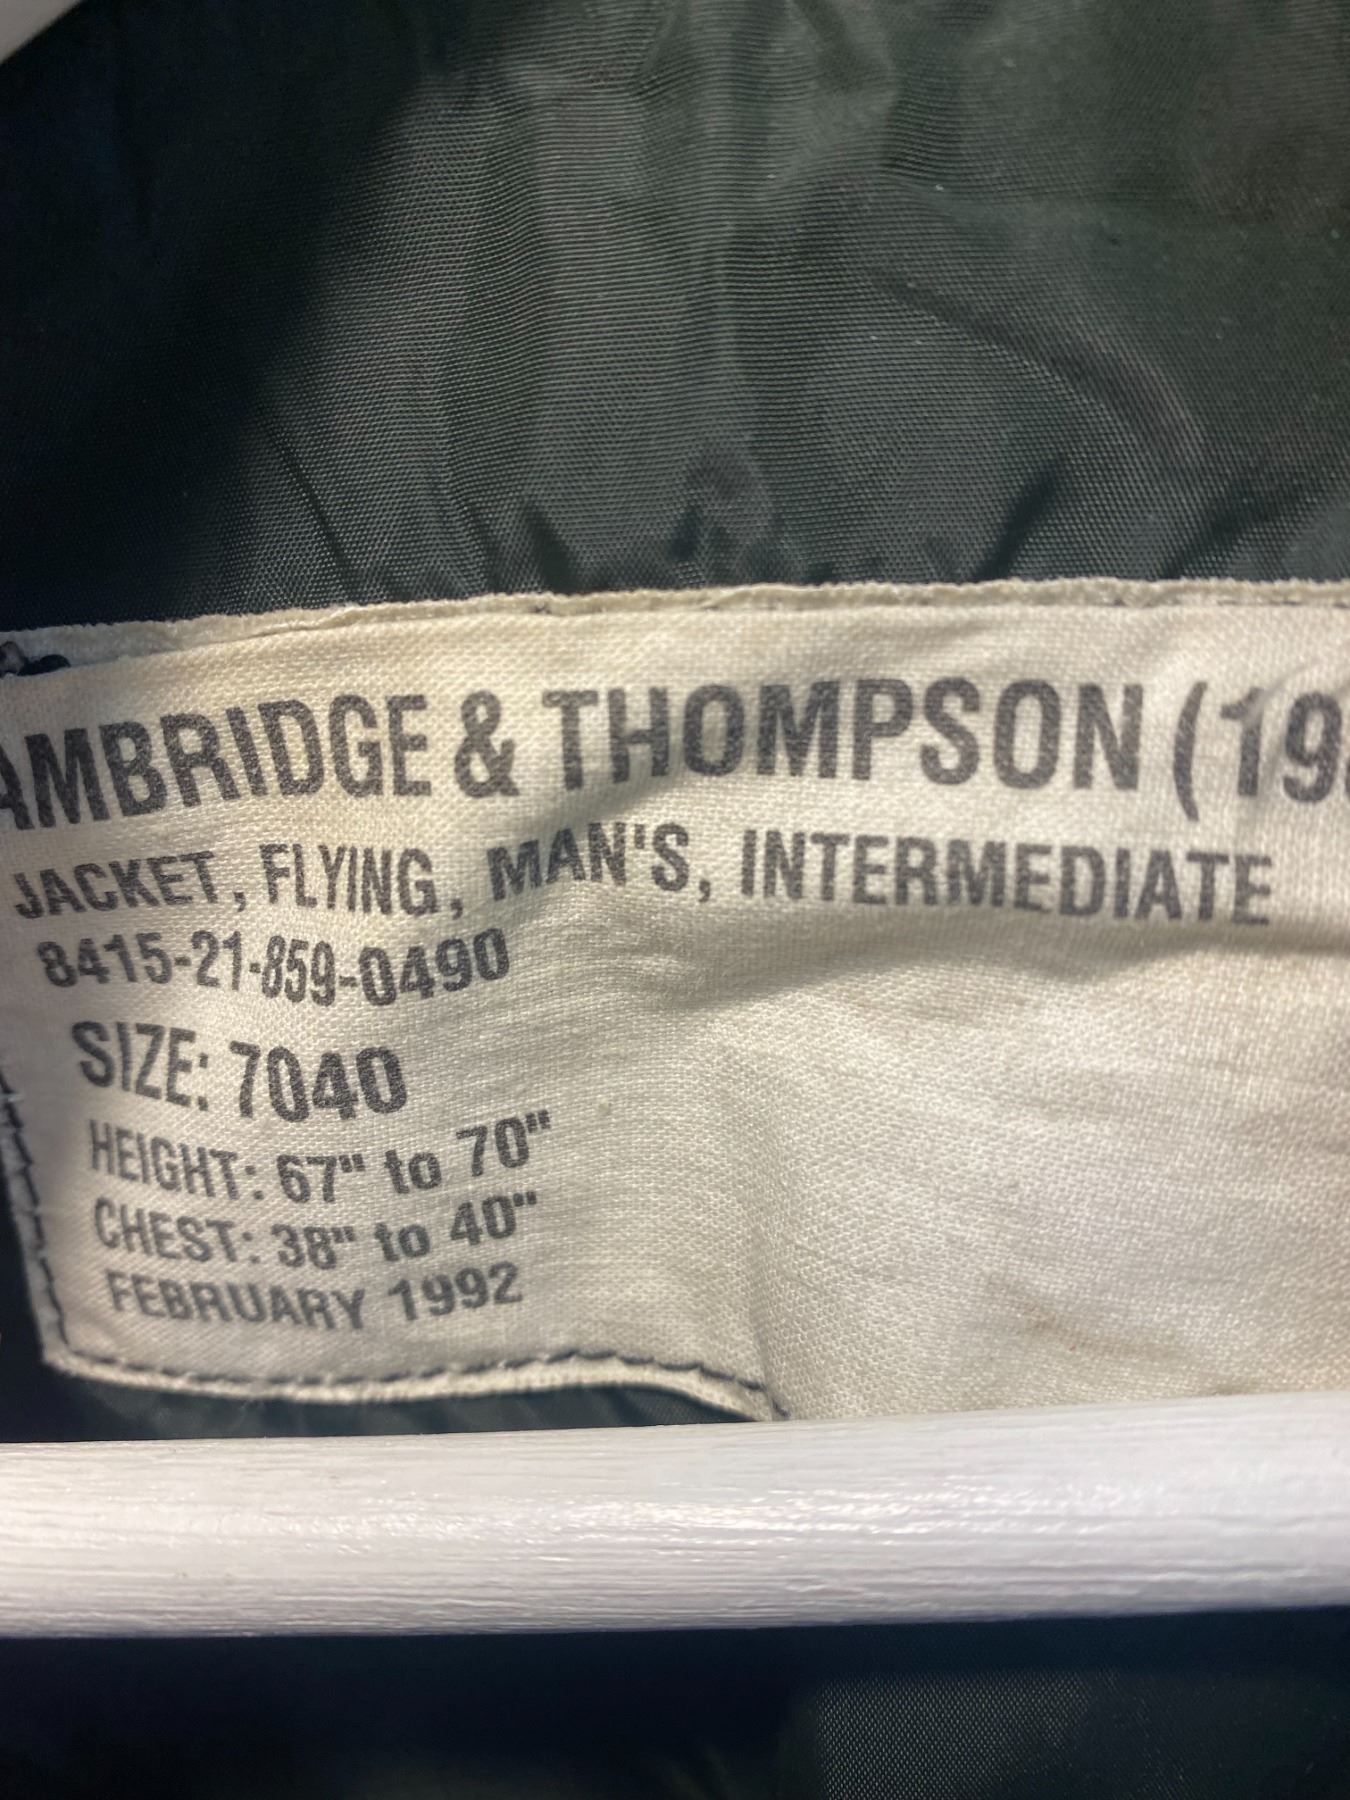 AMBRIDGE & THOMPSON (19
JACKET, FLYING, MAN'S, INTERMEDIATE
8415-21-859-0490
SIZE: 7040
HEIGHT: 67" to 70"
CHEST: 38" to 40"
FEBRUARY 1992